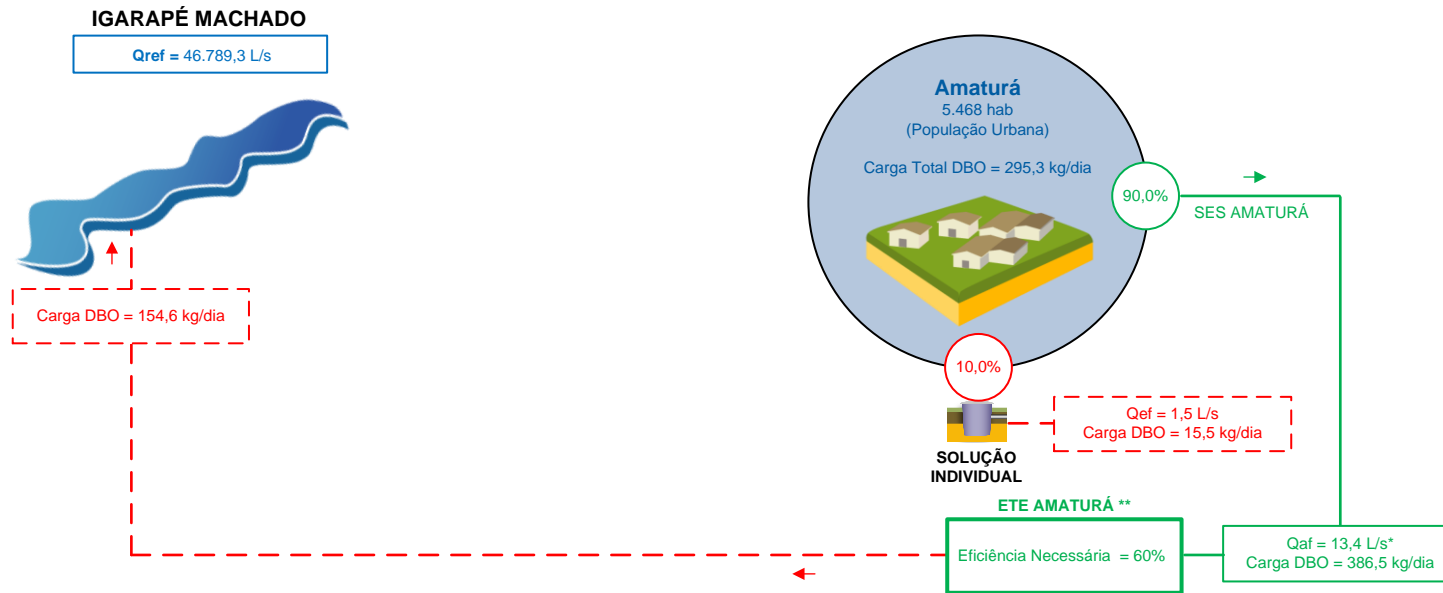 IGARAPÉ MACHADO
Qref = 46.789,3 L/s
Amaturá
5.468 hab
(População Urbana)
Carga Total DBO = 295,3 kg/dia
90,0%
SES AMATURÁ
Carga DBO = 154,6 kg/dia
10,0%
Qef = 1,5 L/s
Carga DBO = 15,5 kg/dia
SOLUÇÃO
INDIVIDUAL
ETE AMATURÁ **
Eficiência Necessária = 60%
Qaf = 13,4 L/s*
Carga DBO = 386,5 kg/dia